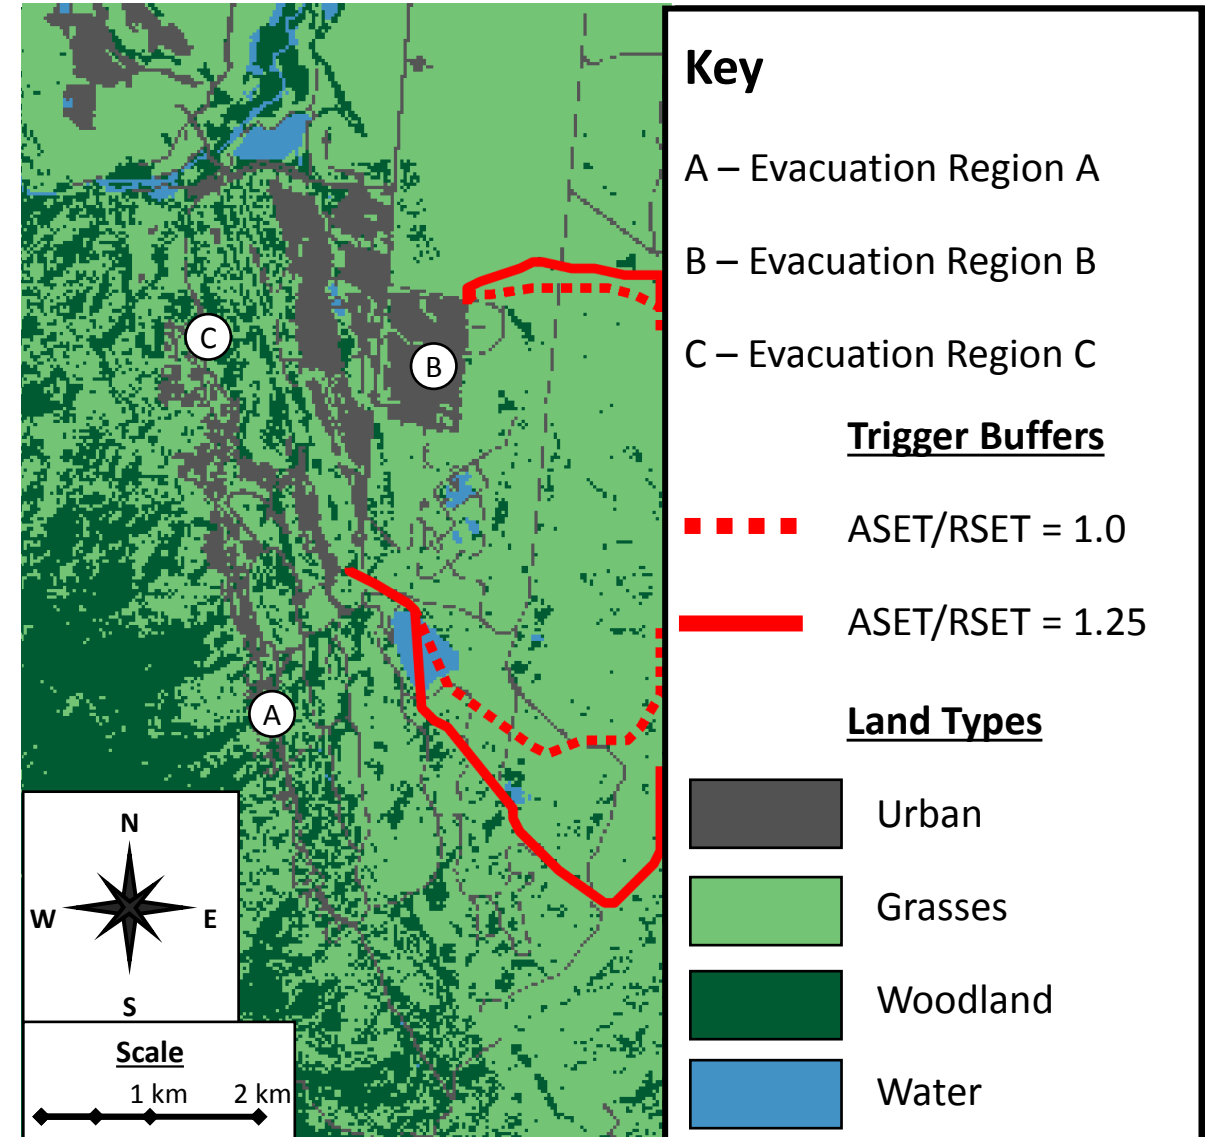 Key
A – Evacuation Region A
B – Evacuation Region B
C – Evacuation Region C
Trigger Buffers
ASET/RSET = 1.0
ASET/RSET = 1.25
Land Types
Urban
Grasses
Woodland
Water
C
B
A
N
W E
S
Scale
1 km 2 km